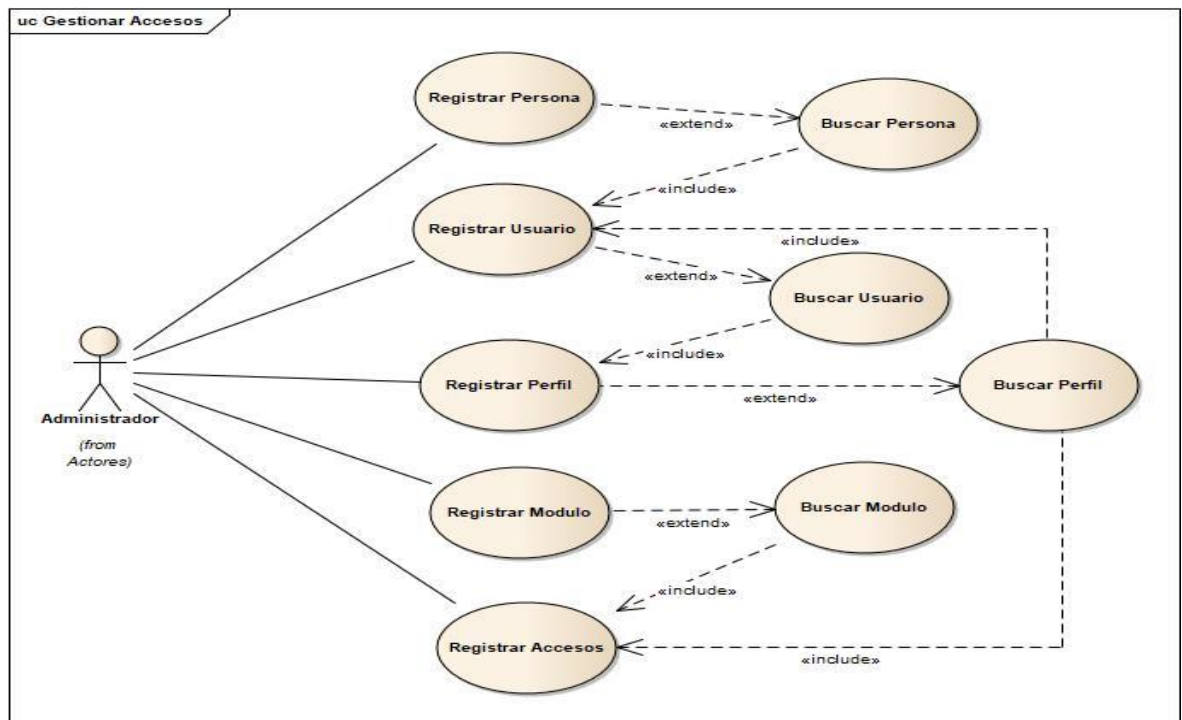 uc Gestionar Accesos
Registrar Persona
«extend»
Buscar Persona
«include»
Registrar Usuario
«include»
«extend»
Buscar Usuario
«include»
Registrar Perfil
«extend»
Buscar Perfil
Administrador
(from
Actores)
Registrar Modulo
«extend»
Buscar Modulo
«include»
Registrar Accesos
«include»